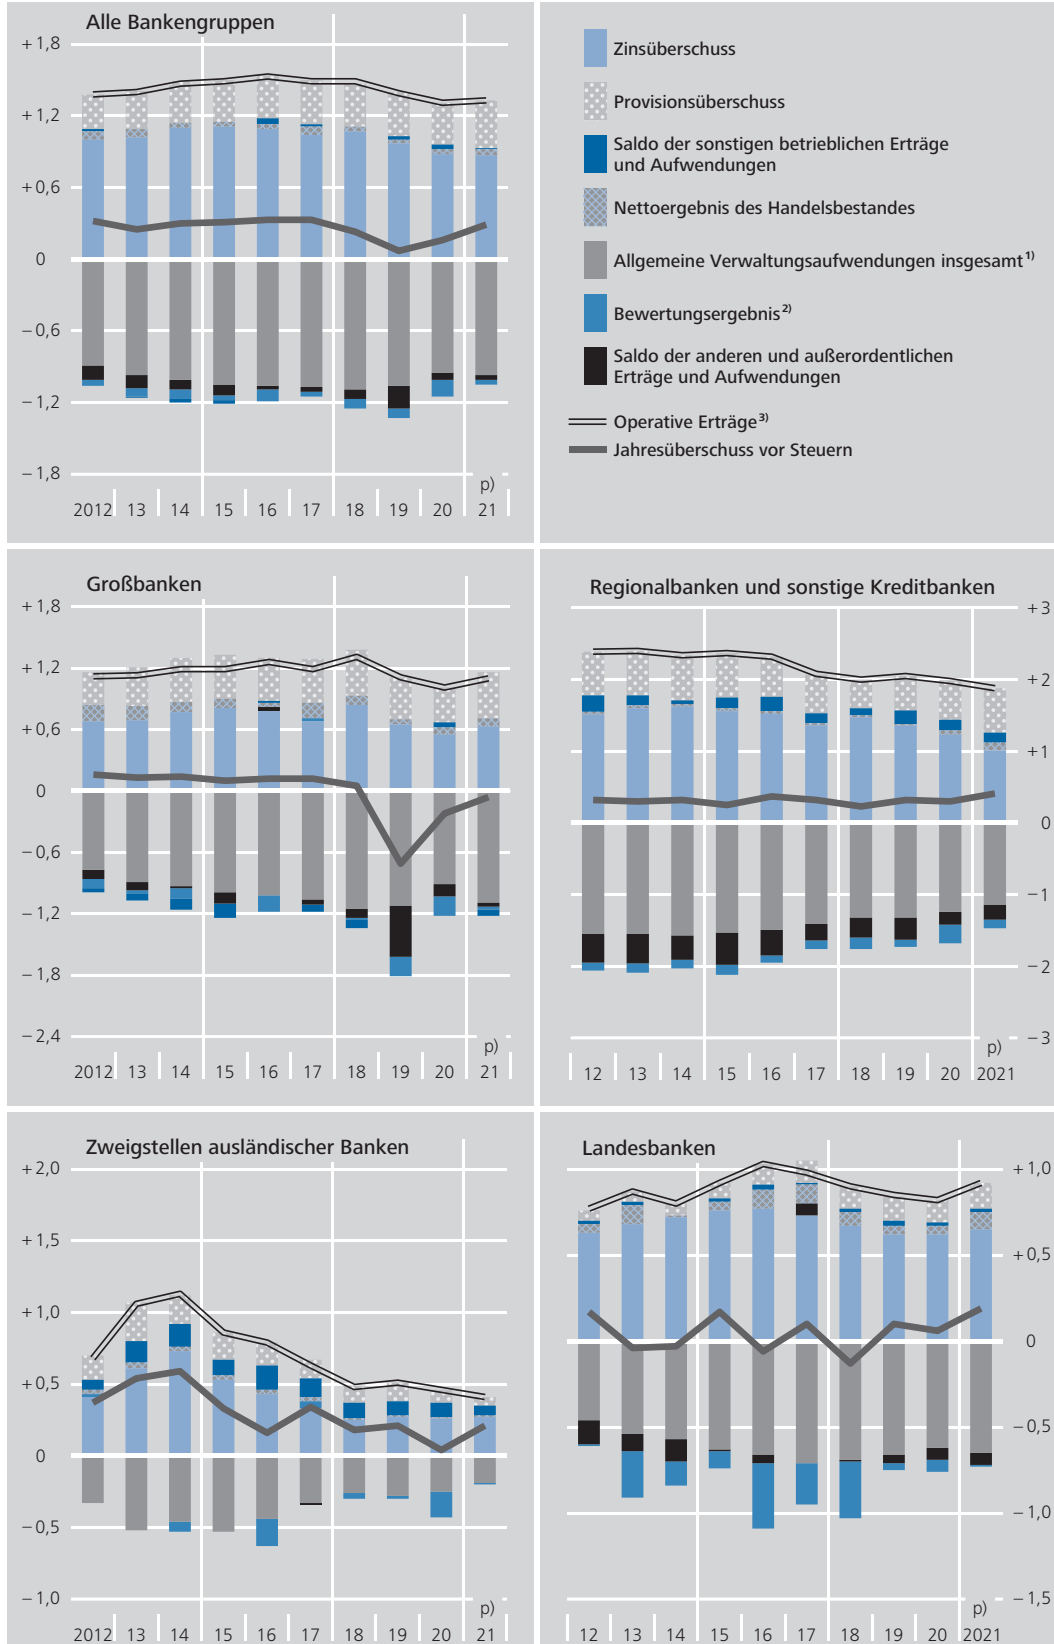 Alle Bankengruppen
+ 1,8
+ 1,2
+ 0,6
0
− 0,6
− 1,2
− 1,8
p)
2012 13 14 15 16 17 18 19 20 21
Zinsüberschuss
Provisionsüberschuss
Saldo der sonstigen betrieblichen Erträge
und Aufwendungen
Nettoergebnis des Handelsbestandes
Allgemeine Verwaltungsaufwendungen insgesamt 1)
Bewertungsergebnis 2)
Saldo der anderen und außerordentlichen
Erträge und Aufwendungen
Operative Erträge 3)
Jahresüberschuss vor Steuern
Großbanken
+ 1,8
+ 1,2
+ 0,6
0
− 0,6
− 1,2
− 1,8
− 2,4
p)
2012 13 14 15 16 17 18 19 20 21
Regionalbanken und sonstige Kreditbanken
+ 3
+ 2
+ 1
0
− 1
− 2
− 3
p)
12 13 14 15 16 17 18 19 20 2021
Zweigstellen ausländischer Banken
+ 2,0
+ 1,5
+ 1,0
+ 0,5
0
− 0,5
− 1,0
p)
2012 13 14 15 16 17 18 19 20 21
Landesbanken
+ 1,0
+ 0,5
0
− 0,5
− 1,0
− 1,5
p)
12 13 14 15 16 17 18 19 20 2021